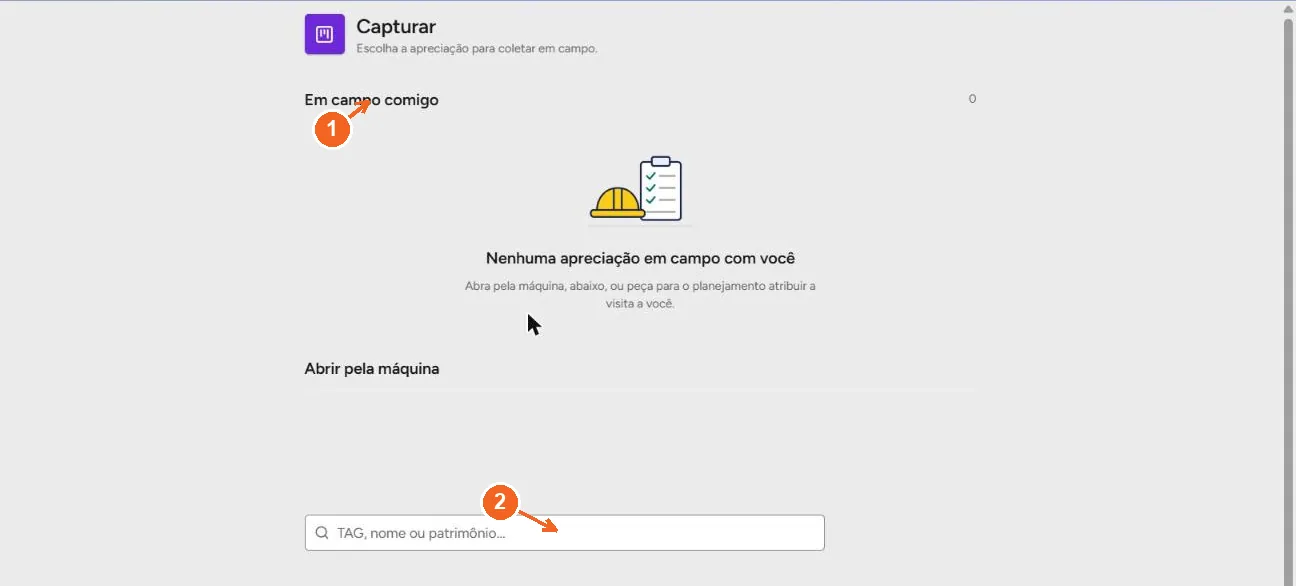 Capturar
Escolha a apreciação para coletar em campo.
Em campo comigo
0
1
Nenhuma apreciação em campo com você
Abra pela máquina, abaixo, ou peça para o planejamento atribuir a
visita a você.
Abrir pela máquina
2
TAG, nome ou patrimônio...